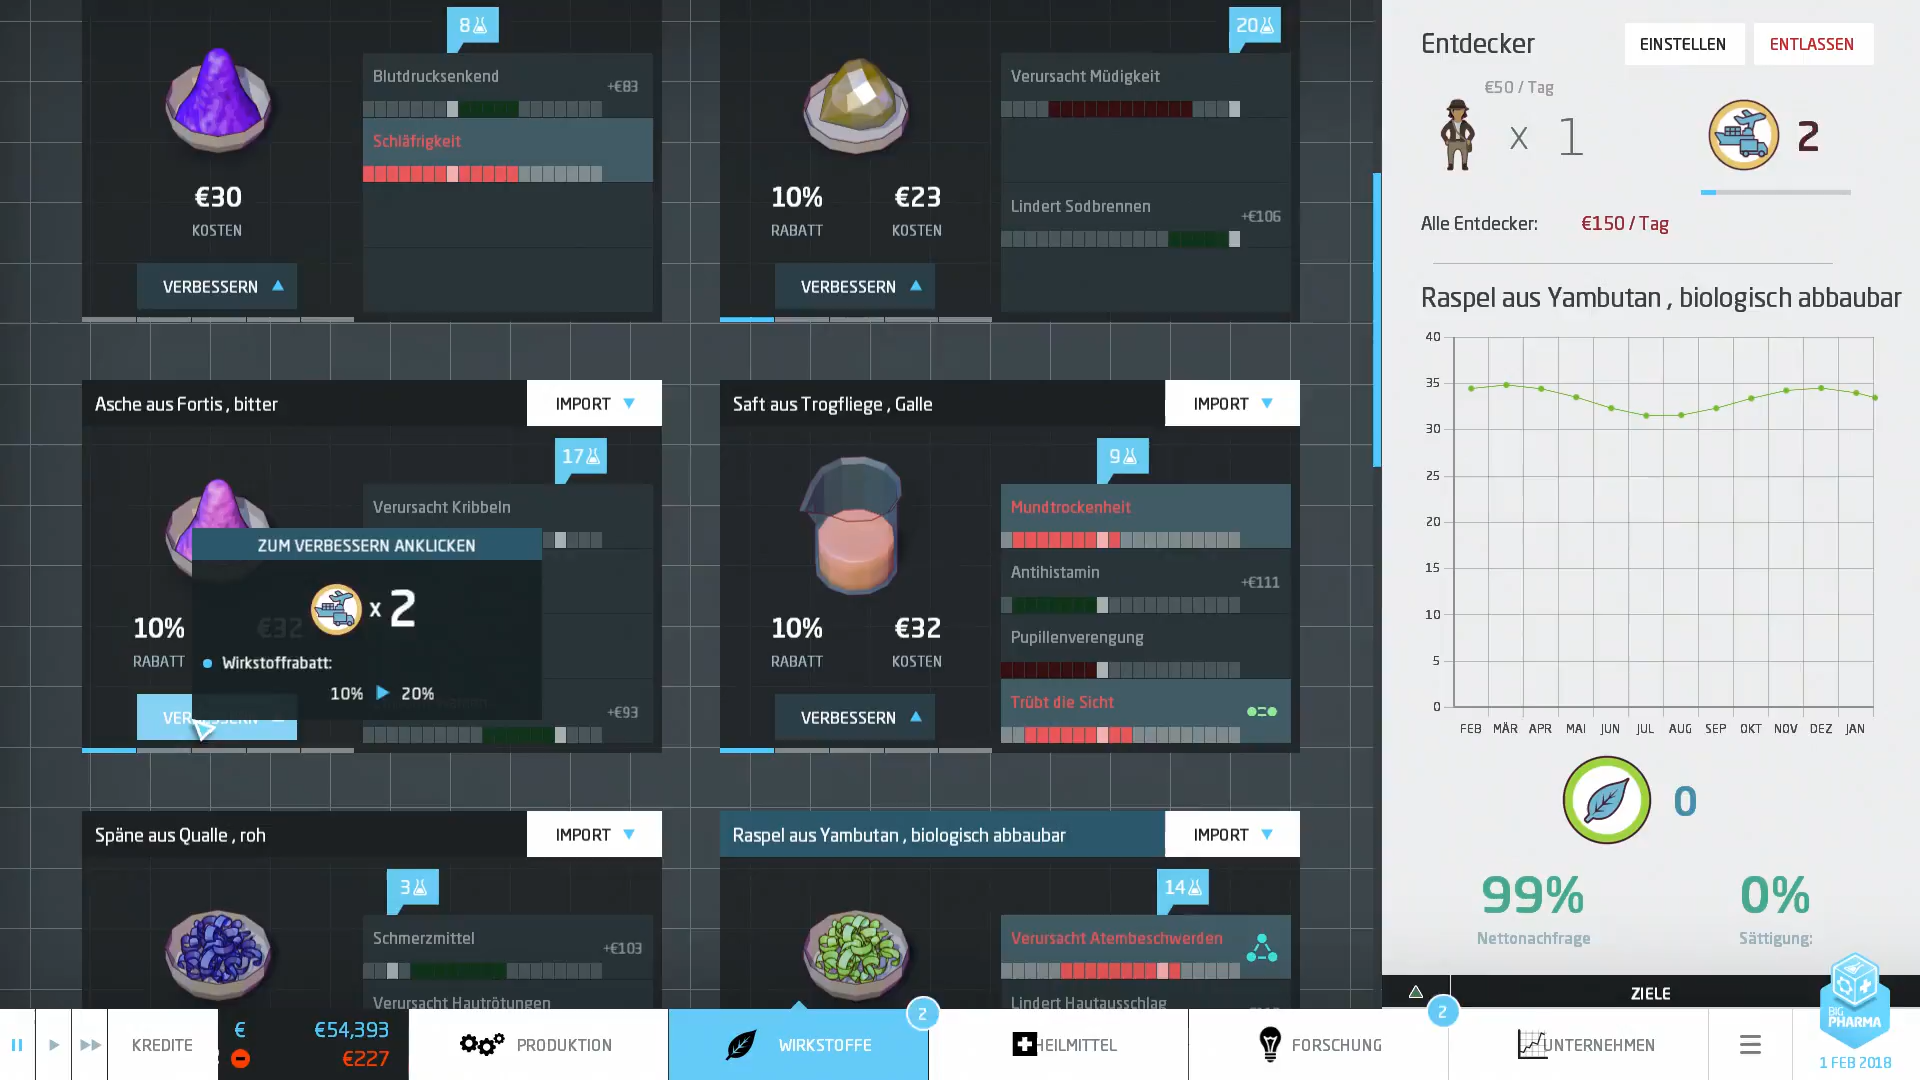 8
Blutdrucksenkend
+€83
Schläfrigkeit
€30
KOSTEN
VERBESSERN
20
Verursacht Müdigkeit
10%
RABATT
€23
KOSTEN
Lindert Sodbrennen
+€106
VERBESSERN
Asche aus Fortis , bitter
IMPORT
17
Verursacht Kribbeln
ZUM VERBESSERN ANKLICKEN
x 2
10%
€32
RABATT
Wirkstoffrabatt:
10% 20%
+€93
Saft aus Trogfliege , Galle
IMPORT
9
Mundtrockenheit
Antihistamin
+€111
Pupillenverengung
10%
RABATT
€32
KOSTEN
Trübt die Sicht
VERBESSERN
Späne aus Qualle , roh
IMPORT
3
Schmerzmittel
+€103
Verursacht Hautrötungen
Raspel aus Yambutan , biologisch abbaubar
IMPORT
14
Verursacht Atembeschwerden
Lindert Hautausschlag
Entdecker
EINSTELLEN
ENTLASSEN
€50 / Tag
x 1
2
Alle Entdecker: €150 / Tag
Raspel aus Yambutan , biologisch abbaubar
40
35
30
25
20
15
10
5
0
FEB MÄR APR MAI JUN JUL AUG SEP OKT NOV DEZ JAN
0
99%
Nettonachfrage
0%
Sättigung:
ZIELE
KREDITE
€ €54,393
€227
PRODUKTION
WIRKSTOFFE
2
HEILMITTEL
FORSCHUNG
2
UNTERNEHMEN
BIG
PHARMA
1 FEB 2018